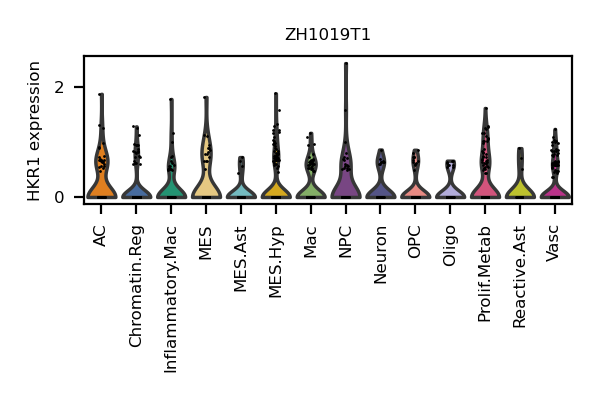 ZH1019T1
HKR1 expression
2
0
AC
Chromatin.Reg
Inflammatory.Mac
MES
MES.Ast
MES.Hyp
Mac
NPC
Neuron
OPC
Oligo
Prolif.Metab
Reactive.Ast
Vasc